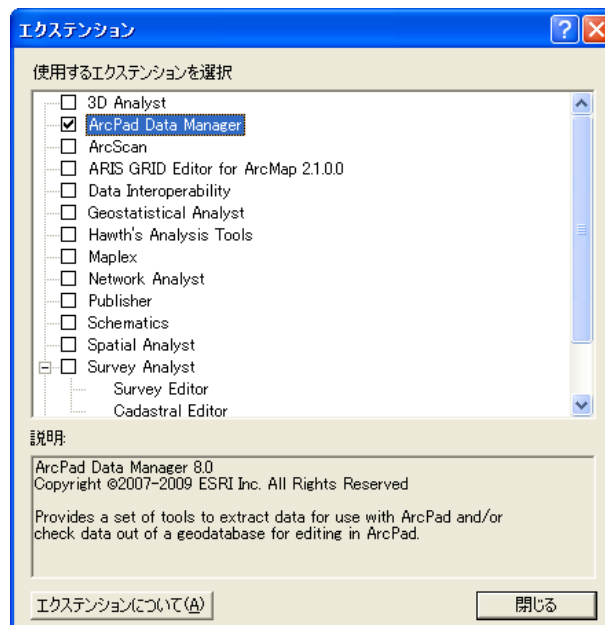 エクステンション
使用するエクステンションを選択
3D Analyst
ArcPad Data Manager
ArcScan
ARIS GRID Editor for ArcMap 2.1.0.0
Data Interoperability
Geostatistical Analyst
Hawth's Analysis Tools
Maplex
Network Analyst
Publisher
Schematics
Spatial Analyst
Survey Analyst
Survey Editor
Cadastral Editor
説明:
ArcPad Data Manager 8.0
Copyright ©2007-2009 ESRI Inc. All Rights Reserved
Provides a set of tools to extract data for use with ArcPad and/or
check data out of a geodatabase for editing in ArcPad.
エクステンションについて(A)
閉じる